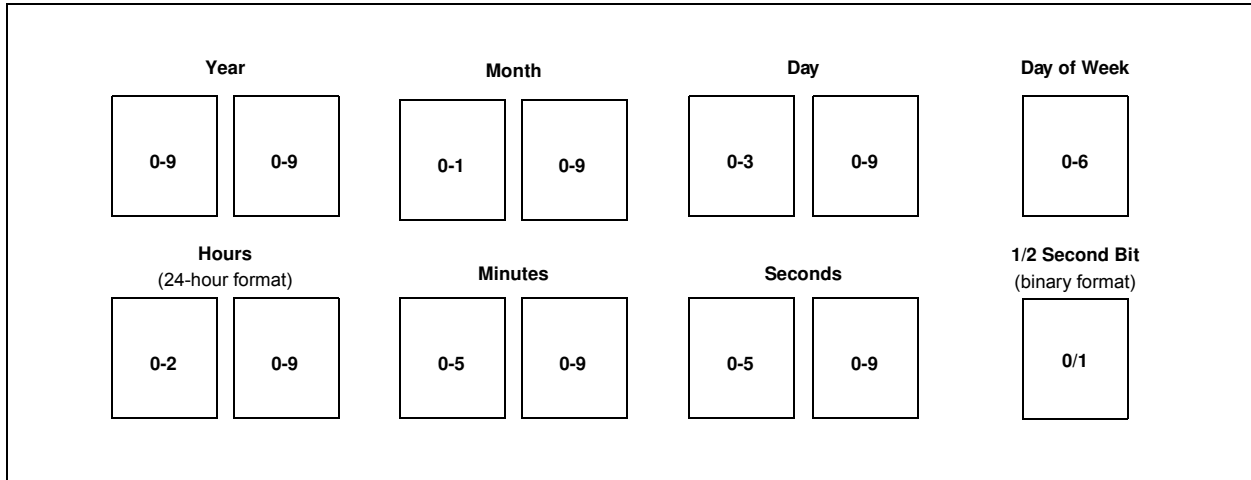 Year
Month
Day
Day of Week
0-9 0-9
0-1 0-9
0-3 0-9
0-6
Hours
(24-hour format)
Minutes
Seconds
1/2 Second Bit
(binary format)
0-2 0-9
0-5 0-9
0-5 0-9
0/1